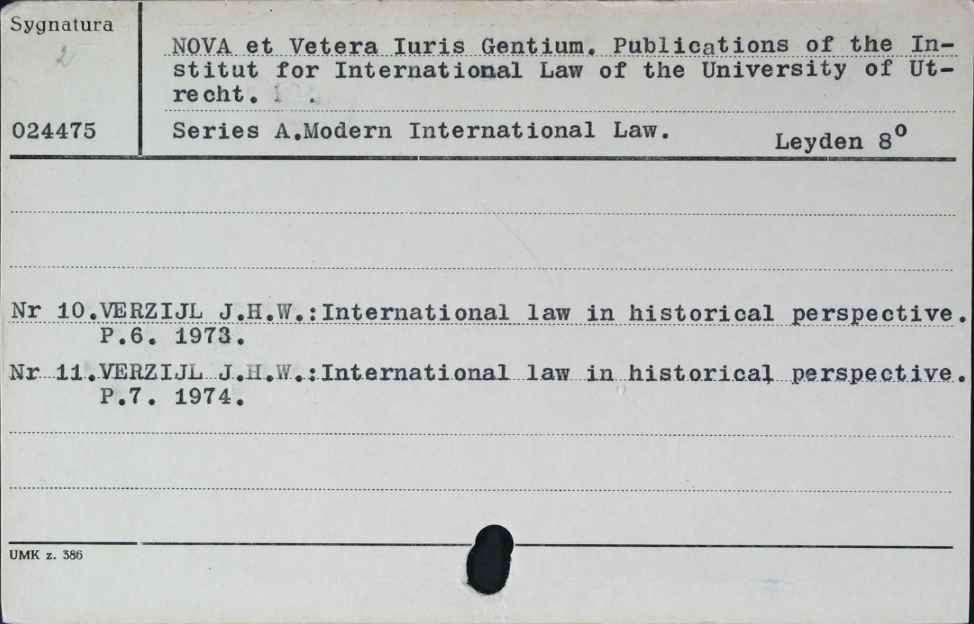 Sygnatura
2
NOVA et Vetera Iuris Gentium. Publications of the In-
stitut for International Law of the University of Ut-
recht.
024475
Series A.Modern International Law.
Leyden 8⁰
Nr 10.VERZIJL J.H.W.:International law in historical perspective.
P.6. 1973.
Nr 11.VERZIJL J.H.W.:International law in historical perspective.
P.7. 1974.
UMK z. 386